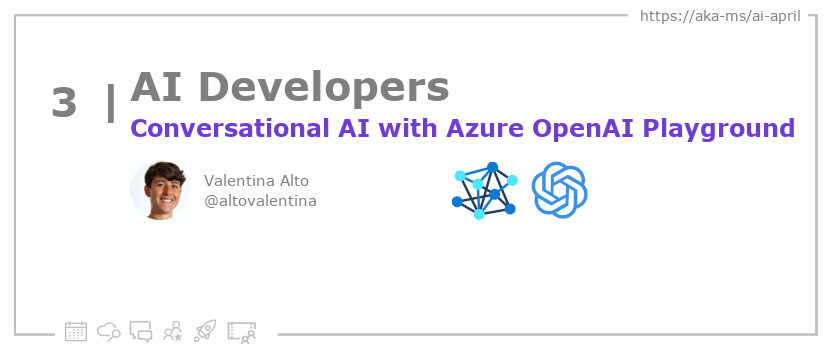 https://aka-ms/ai-april
3 | AI Developers
Conversational AI with Azure OpenAI Playground
Valentina Alto
@altovalentina